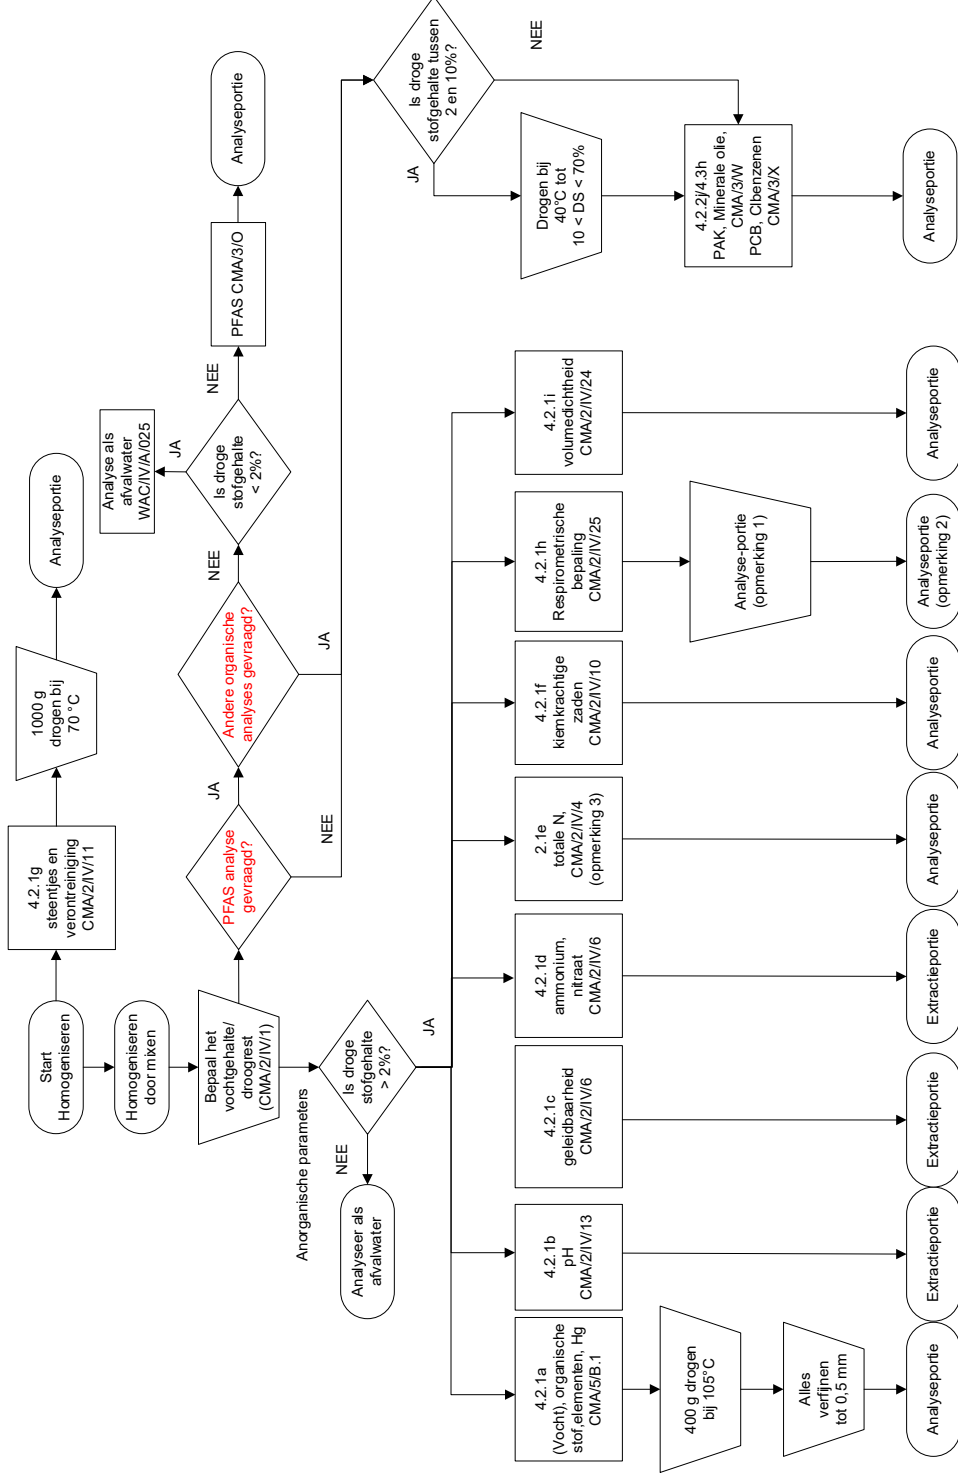 Start
Homogeniseren
4.2.1g
steentjes en
verontreiniging
CMA/2/IV/11
1000 g
drogen bij
70 °C
Analyseportie
Homogeniseren
door mixen
Bepaal het
vochtgehalte/
droogrest
(CMA/2/IV/1)
PFAS analyse
gevraagd?
JA
NEE
Andere organische
analyses gevraagd?
NEE
JA
Is droge
stofgehalte
< 2%?
JA
NEE
Analyse als
afvalwater
WAC/IV/A/025
PFAS CMA/3/O
Analyseportie
Anorganische parameters
Is droge
stofgehalte
> 2%?
NEE
JA
Analyseer als
afvalwater
Is droge
stofgehalte tussen
2 en 10%?
JA
NEE
Drogen bij
40°C tot
10 < DS < 70%
4.2.2j/4.3h
PAK, Minerale olie,
CMA/3/W
PCB, Clbenzenen
CMA/3/X
Analyseportie
4.2.1a
(Vocht), organische
stof,elementen, Hg
CMA/5/B.1
4.2.1b
pH
CMA/2/IV/13
4.2.1c
geleidbaarheid
CMA/2/IV/6
4.2.1d
ammonium,
nitraat
CMA/2/IV/6
2.1e
totale N,
CMA/2/IV/4
(opmerking 3)
4.2.1f
kiemkrachtige
zaden
CMA/2/IV/10
4.2.1h
Respirometrische
bepaling
CMA/2/IV/25
4.2.1i
volumedichtheid
CMA/2/IV/24
400 g drogen
bij 105°C
Alles
verfijnen
tot 0,5 mm
Analyse-portie
(opmerking 1)
Analyseportie
Extractieportie
Extractieportie
Extractieportie
Analyseportie
Analyseportie
Analyseportie
(opmerking 2)
Analyseportie